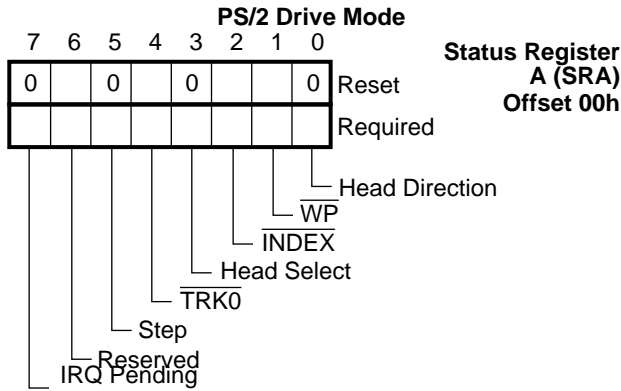 PS/2 Drive Mode
7 6 5 4 3 2 1 0
Status Register
A (SRA)
Offset 00h
0 0 0 0 Reset
Required
Head Direction
WP
INDEX
Head Select
TRK0
Step
Reserved
IRQ Pending